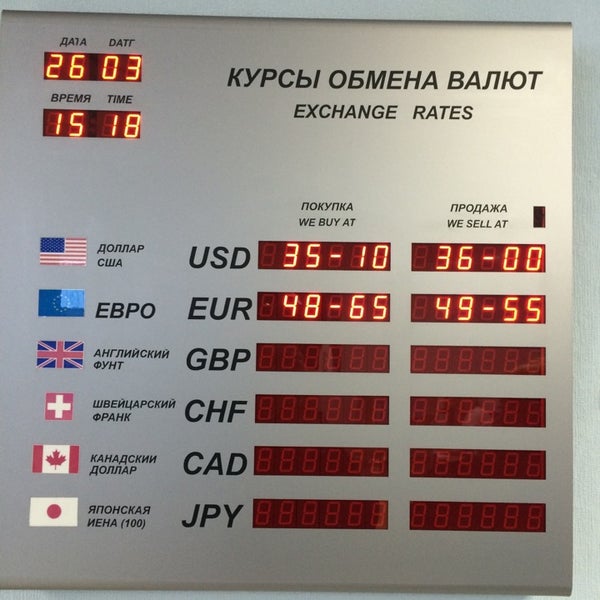 ДАТА DATГ
26 03
КУРСЫ ОБМЕНА ВАЛЮТ
ВРЕМЯ TIME
EXCHANGE RATES
15 18
ПОКУПКА ПРОДАЖА
WE BUY AT WE SELL AT
ДОЛЛАР
США
USD 35-10 36-00
ЕВРО EUR 48-65 49-55
АНГЛИЙСКИЙ
ФУНТ
GBP
ШВЕЙЦАРСКИЙ
ФРАНК
CHF
КАНАДСКИЙ
ДОЛЛАР
CAD
ЯПОНСКАЯ
ИЕНА (100)
JPY